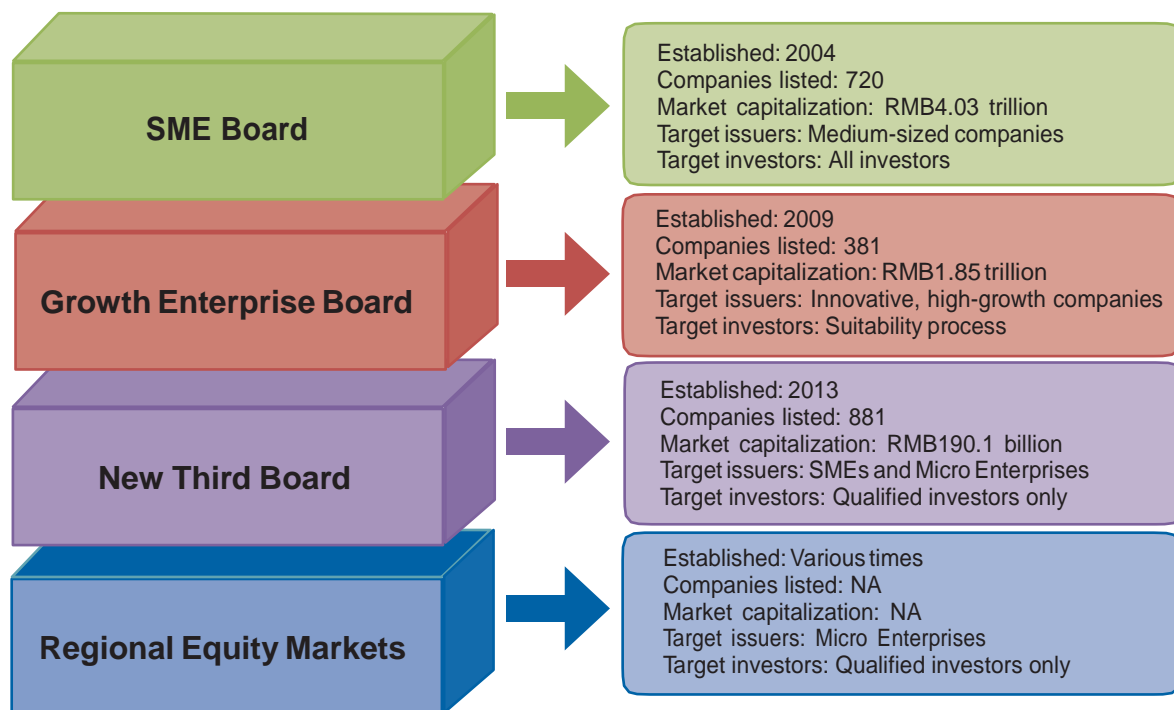 SME Board
Established: 2004
Companies listed: 720
Market capitalization: RMB4.03 trillion
Target issuers: Medium-sized companies
Target investors: All investors
Growth Enterprise Board
Established: 2009
Companies listed: 381
Market capitalization: RMB1.85 trillion
Target issuers: Innovative, high-growth companies
Target investors: Suitability process
New Third Board
Established: 2013
Companies listed: 881
Market capitalization: RMB190.1 billion
Target issuers: SMEs and Micro Enterprises
Target investors: Qualified investors only
Regional Equity Markets
Established: Various times
Companies listed: NA
Market capitalization: NA
Target issuers: Micro Enterprises
Target investors: Qualified investors only